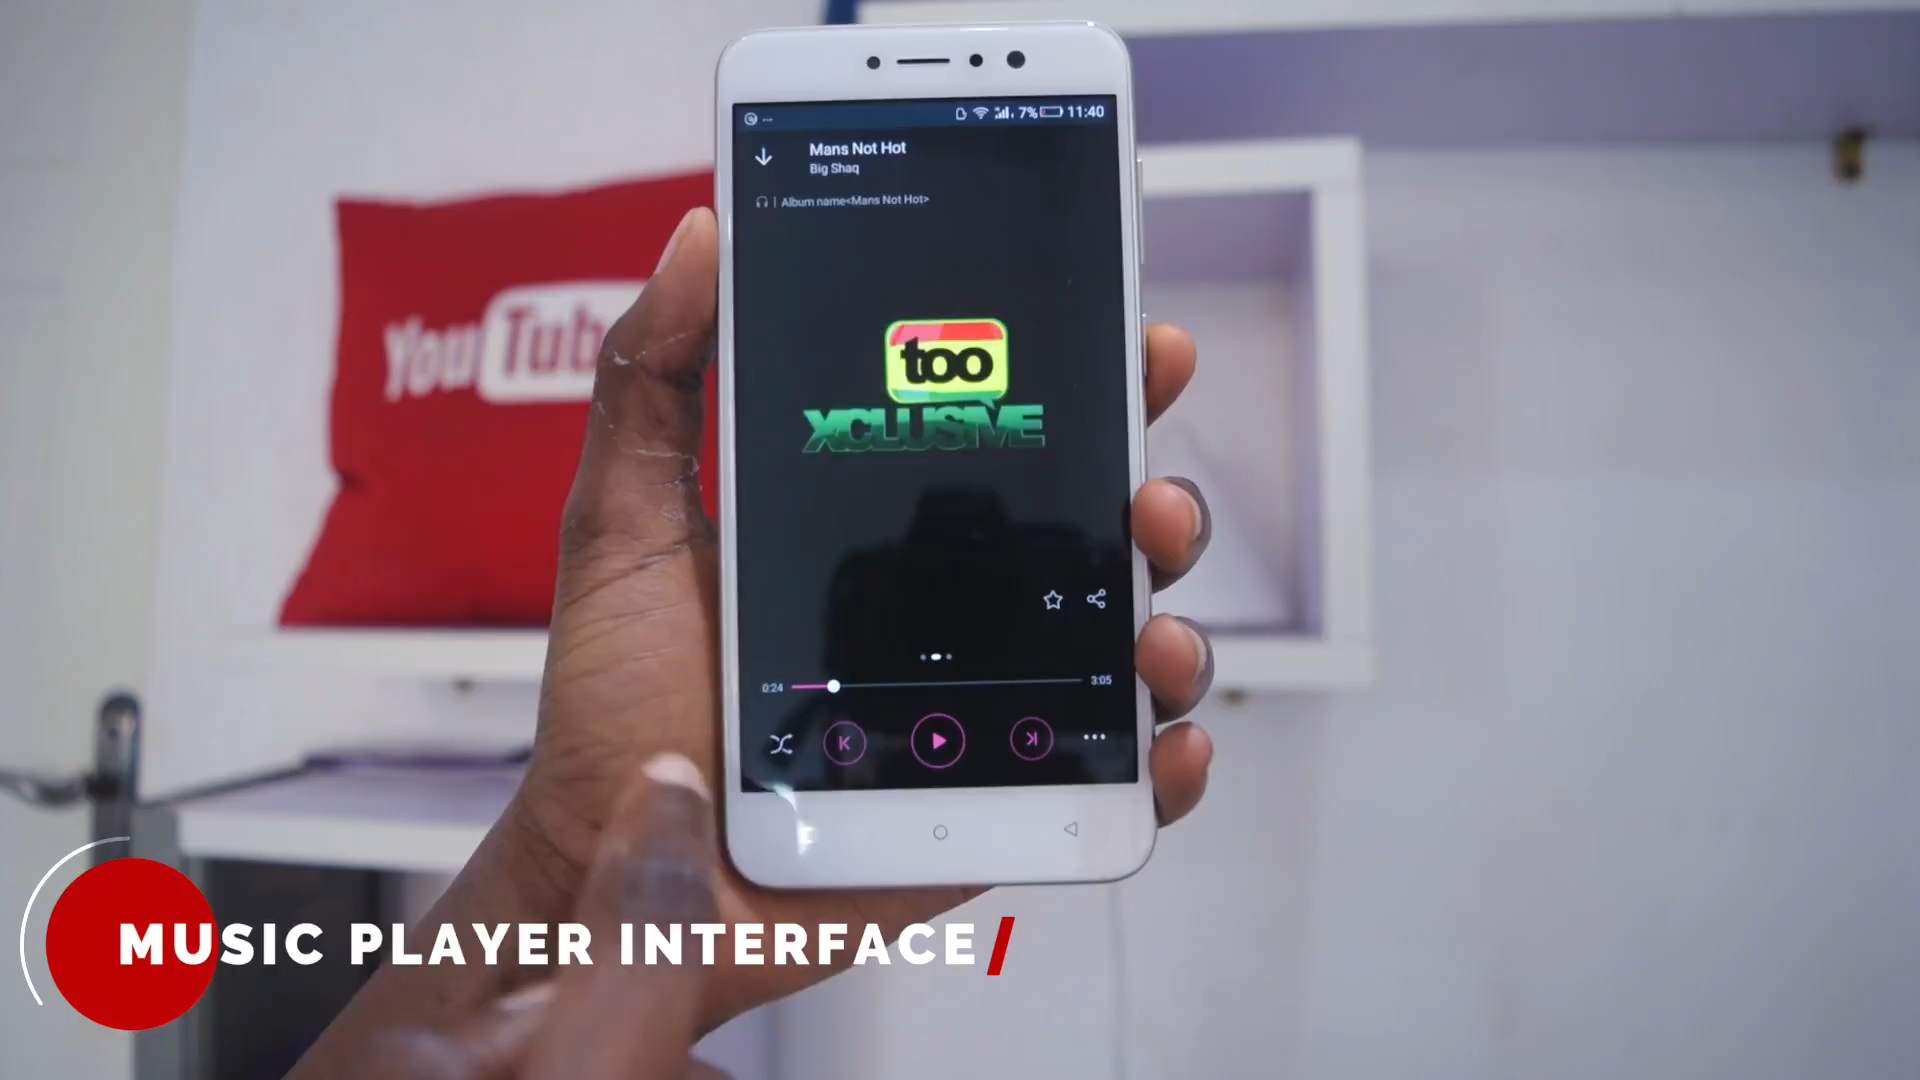 7% 11:40
Mans Not Hot
Big Shaq
Album name<Mans Not Hot>
YouTub
too
XCLUSIVE
0:24
3:05
MUSIC PLAYER INTERFACE/